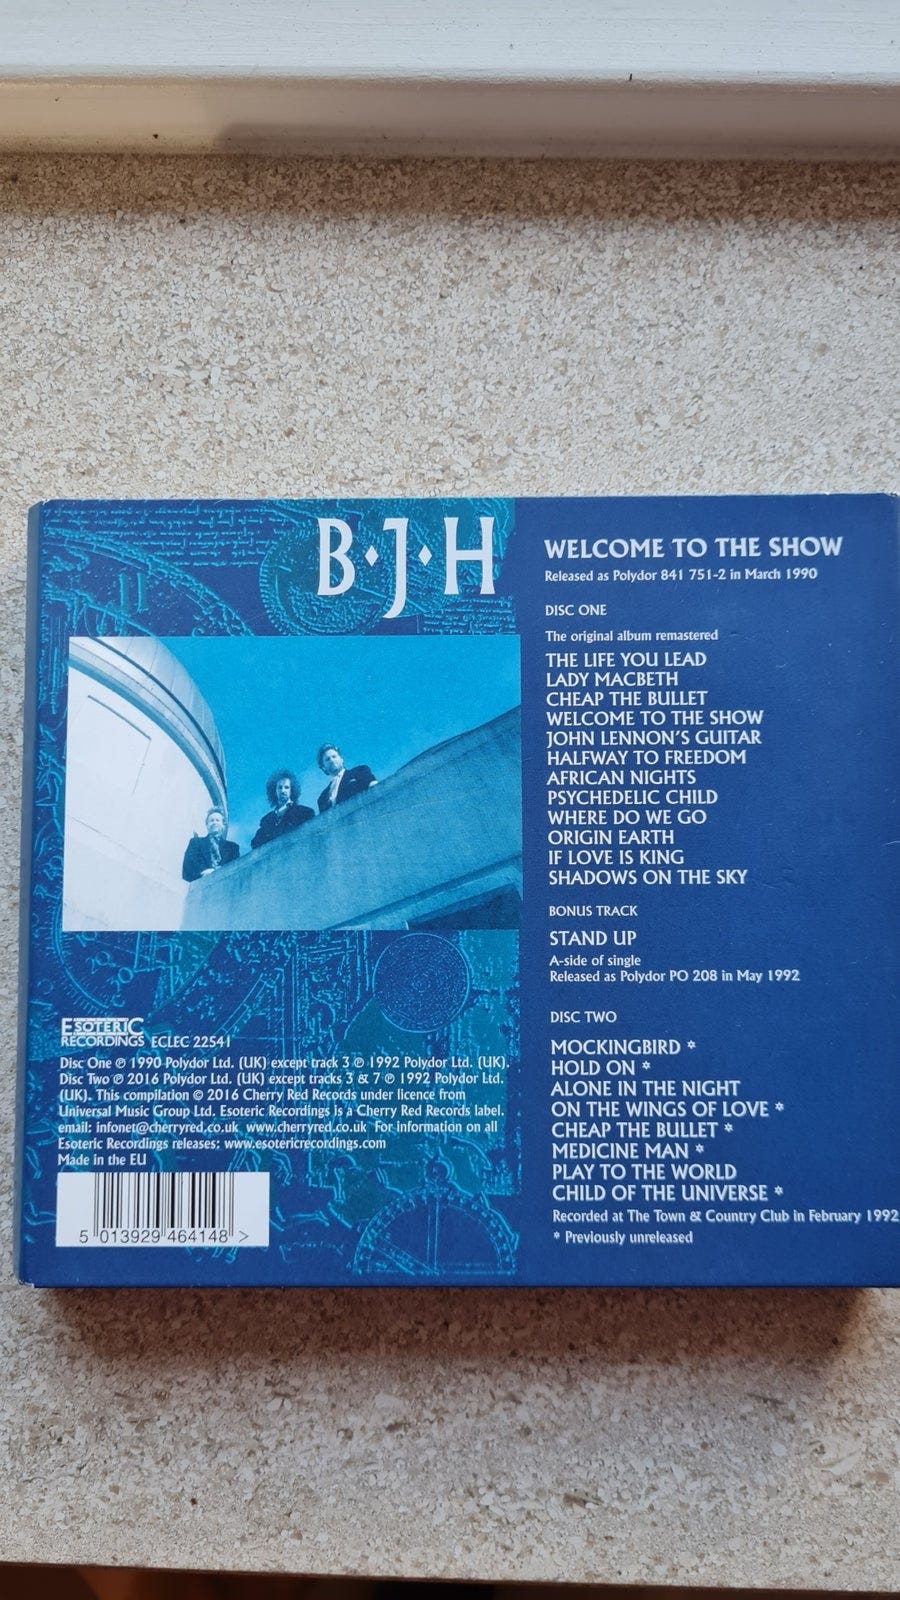 B·J·H
WELCOME TO THE SHOW
Released as Polydor 841 751-2 in March 1990
DISC ONE
The original album remastered
THE LIFE YOU LEAD
LADY MACBETH
CHEAP THE BULLET
WELCOME TO THE SHOW
JOHN LENNON'S GUITAR
HALFWAY TO FREEDOM
AFRICAN NIGHTS
PSYCHEDELIC CHILD
WHERE DO WE GO
ORIGIN EARTH
IF LOVE IS KING
SHADOWS ON THE SKY
BONUS TRACK
STAND UP
A-side of single
Released as Polydor PO 208 in May 1992
DISC TWO
MOCKINGBIRD *
HOLD ON *
ALONE IN THE NIGHT
ON THE WINGS OF LOVE *
CHEAP THE BULLET *
MEDICINE MAN *
PLAY TO THE WORLD
CHILD OF THE UNIVERSE *
Recorded at The Town & Country Club in February 1992
* Previously unreleased
ESOTERIC
RECORDINGS ECLEC 22541
Disc One ℗ 1990 Polydor Ltd. (UK) except track 3 ℗ 1992 Polydor Ltd. (UK).
Disc Two ℗ 2016 Polydor Ltd. (UK) except tracks 3 & 7 ℗ 1992 Polydor Ltd.
(UK). This compilation © 2016 Cherry Red Records under licence from
Universal Music Group Ltd. Esoteric Recordings is a Cherry Red Records label.
email: infonet@cherryred.co.uk www.cherryred.co.uk For information on all
Esoteric Recordings releases: www.esotericrecordings.com
Made in the EU
5 013929 464148 >